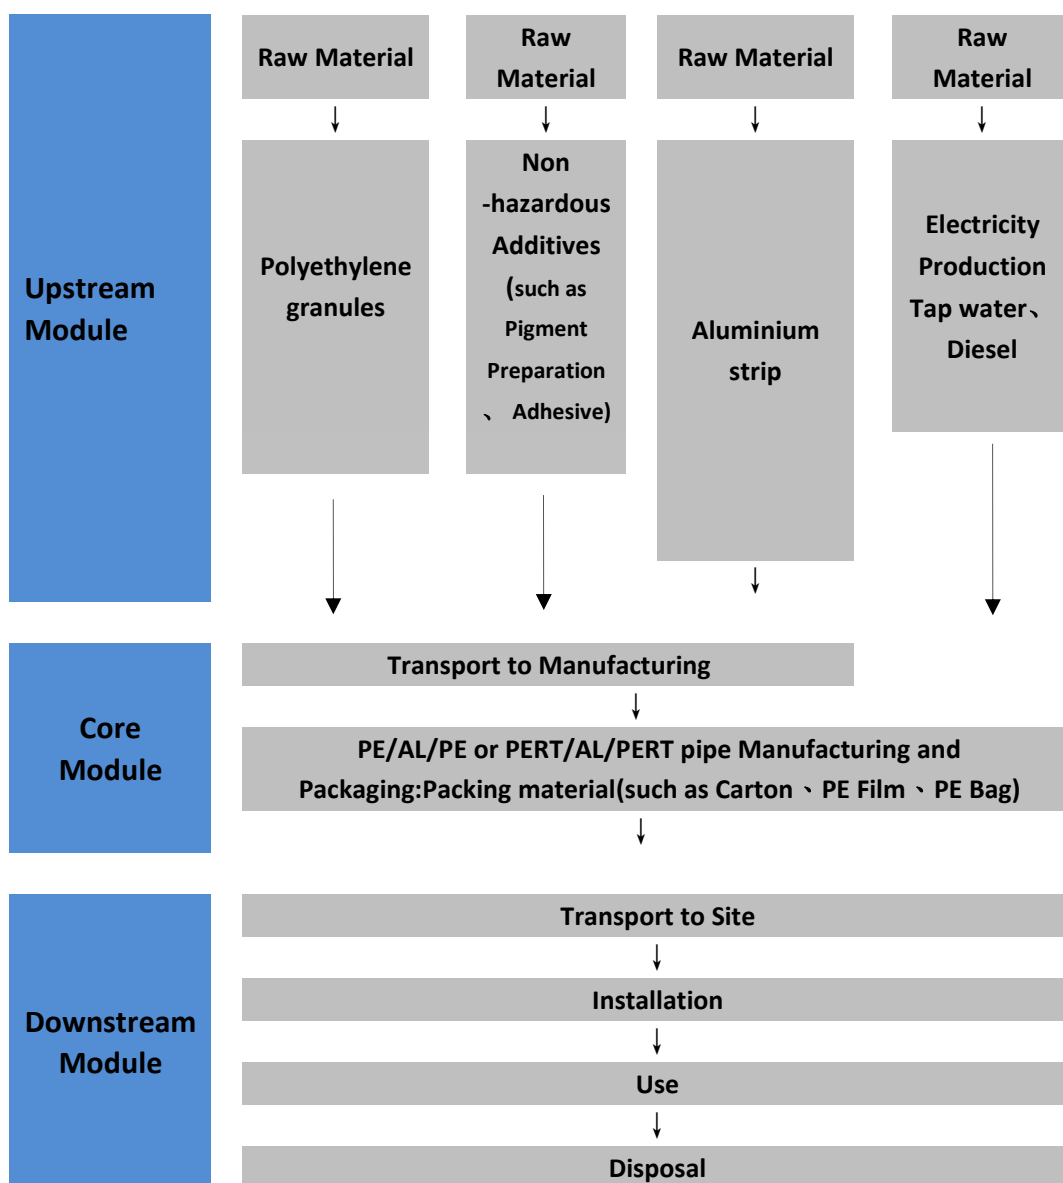 Upstream
Module
Raw Material
Polyethylene
granules
Raw
Material
Non
-hazardous
Additives
(such as
Pigment
Preparation
、 Adhesive)
Raw Material
Aluminium
strip
Raw
Material
Electricity
Production
Tap water、
Diesel
Core
Module
Transport to Manufacturing
PE/AL/PE or PERT/AL/PERT pipe Manufacturing and
Packaging:Packing material(such as Carton、PE Film、PE Bag)
Downstream
Module
Transport to Site
Installation
Use
Disposal